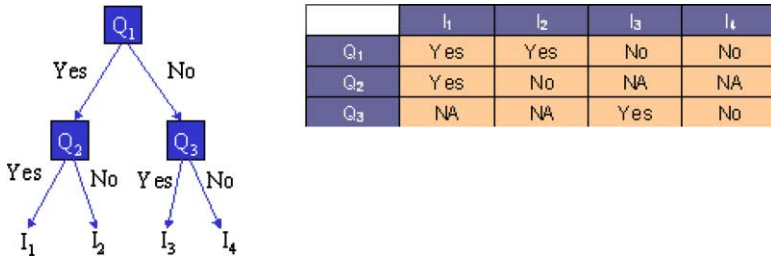 Q1
Yes No
Q2 Q3
Yes No Yes No
I1 I2 I3 I4
I1 I2 I3 I4
Q1 Yes Yes No No
Q2 Yes No NA NA
Q3 NA NA Yes No